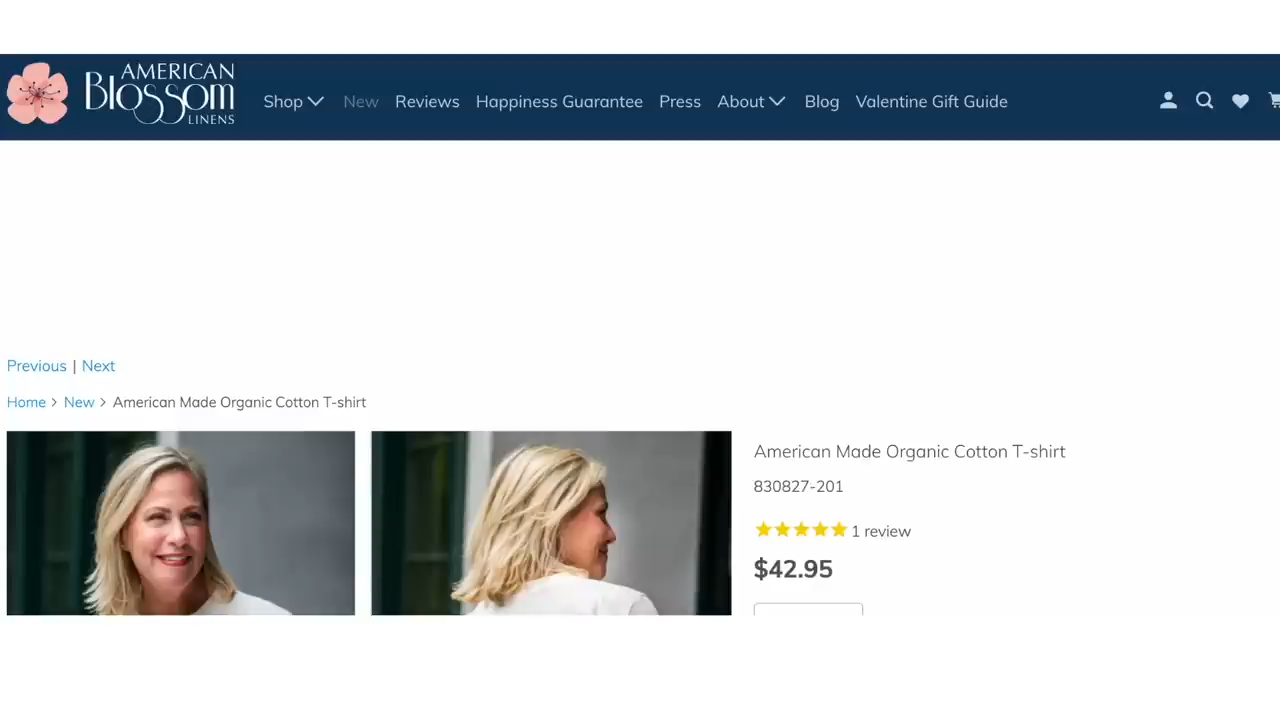 AMERICAN
Blossom
LINENS
Shop New Reviews Happiness Guarantee Press About Blog Valentine Gift Guide
Previous | Next
Home > New > American Made Organic Cotton T-shirt
American Made Organic Cotton T-shirt
830827-201
1 review
$42.95